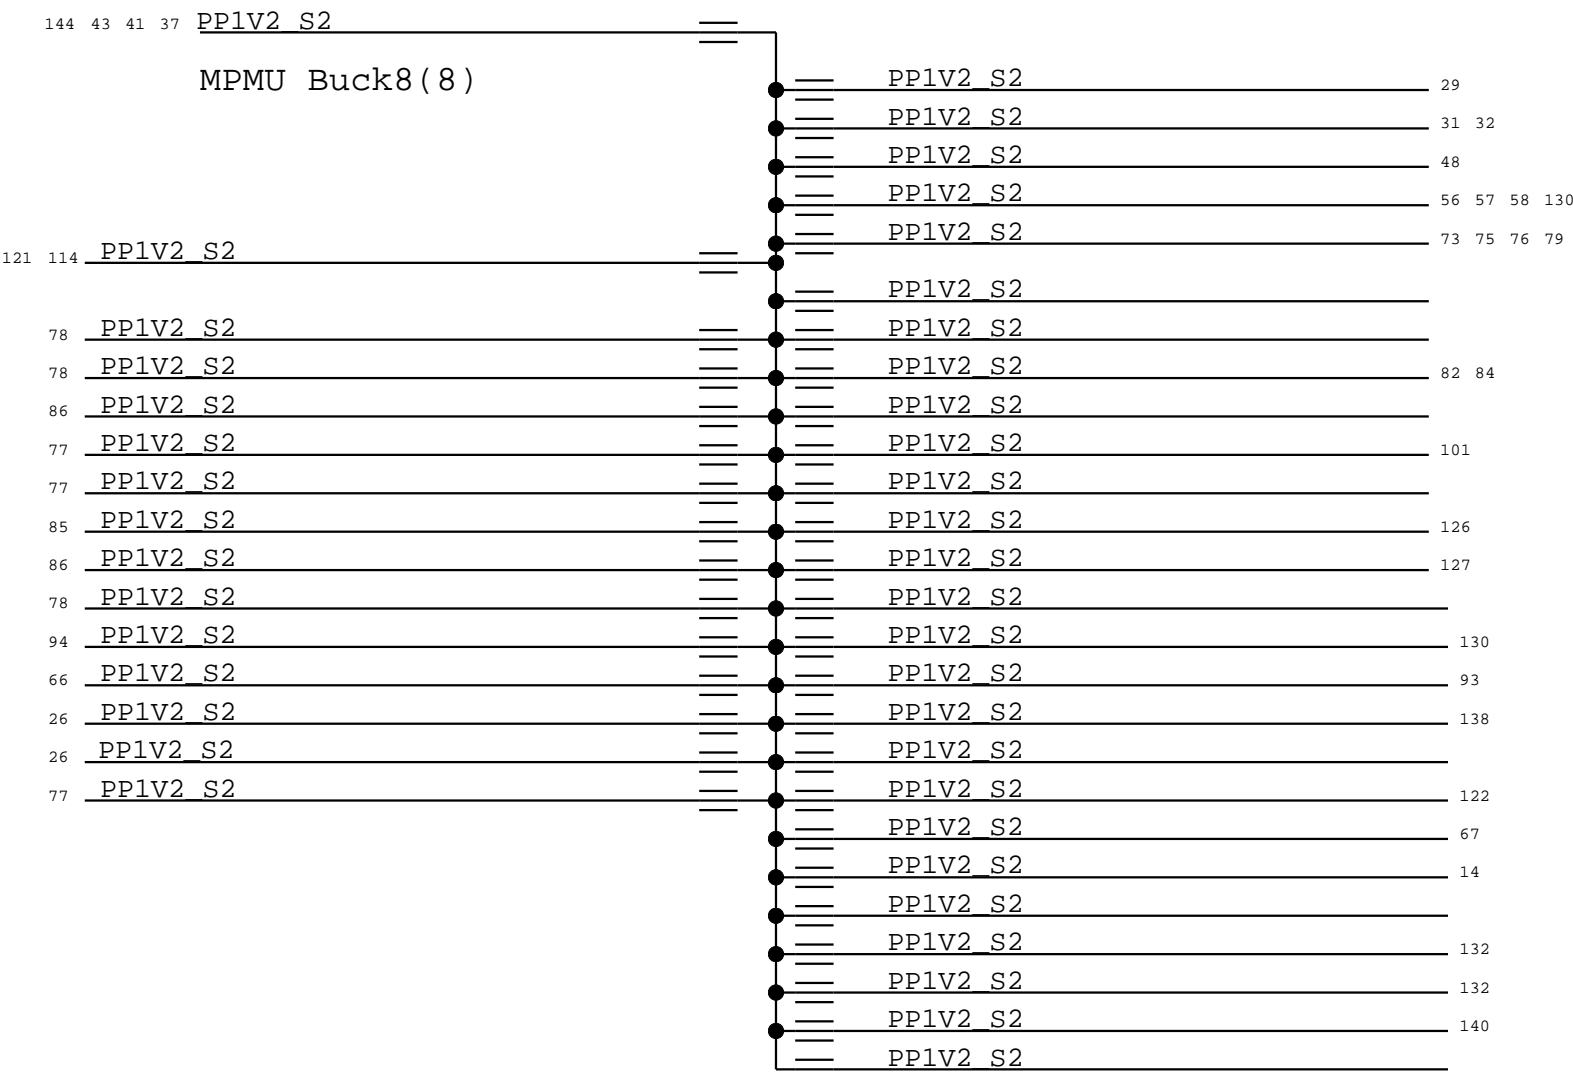 144 43 41 37 PP1V2_S2
MPMU Buck8(8)
PP1V2_S2 29
PP1V2_S2 31 32
PP1V2_S2 48
PP1V2_S2 56 57 58 130
PP1V2_S2 73 75 76 79
121 114 PP1V2_S2
PP1V2_S2
78 PP1V2_S2 PP1V2_S2
78 PP1V2_S2 PP1V2_S2 82 84
86 PP1V2_S2 PP1V2_S2
77 PP1V2_S2 PP1V2_S2 101
77 PP1V2_S2 PP1V2_S2
85 PP1V2_S2 PP1V2_S2 126
86 PP1V2_S2 PP1V2_S2 127
78 PP1V2_S2 PP1V2_S2
94 PP1V2_S2 PP1V2_S2 130
66 PP1V2_S2 PP1V2_S2 93
26 PP1V2_S2 PP1V2_S2 138
26 PP1V2_S2 PP1V2_S2
77 PP1V2_S2 PP1V2_S2 122
PP1V2_S2 67
PP1V2_S2 14
PP1V2_S2
PP1V2_S2 132
PP1V2_S2 132
PP1V2_S2 140
PP1V2_S2